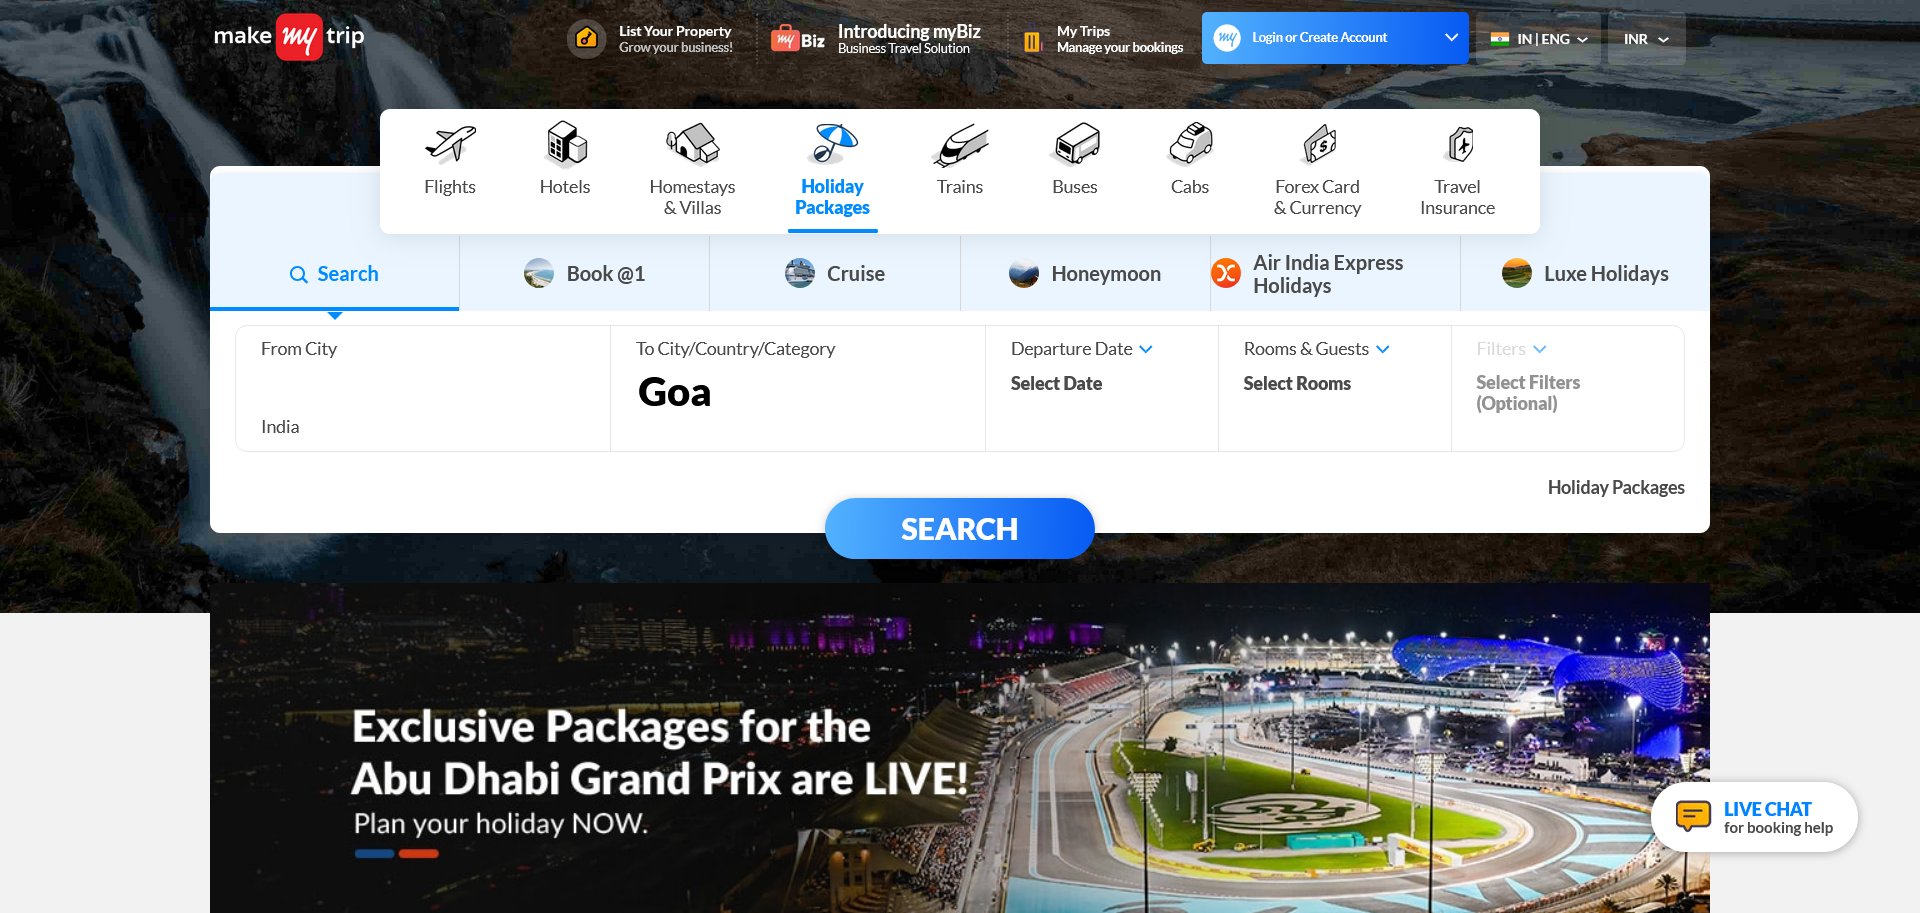 make my trip
List Your Property
Grow your business!
my Biz
Introducing myBiz
Business Travel Solution
My Trips
Manage your bookings
my
Login or Create Account
IN | ENG
INR
Flights
Hotels
Homestays
& Villas
Holiday
Packages
Trains
Buses
Cabs
Forex Card
& Currency
Travel
Insurance
Search
Book @1
Cruise
Honeymoon
Air India Express
Holidays
Luxe Holidays
From City
India
To City/Country/Category
Goa
Departure Date
Select Date
Rooms & Guests
Select Rooms
Filters
Select Filters
(Optional)
Holiday Packages
SEARCH
Exclusive Packages for the
Abu Dhabi Grand Prix are LIVE!
Plan your holiday NOW.
LIVE CHAT
for booking help